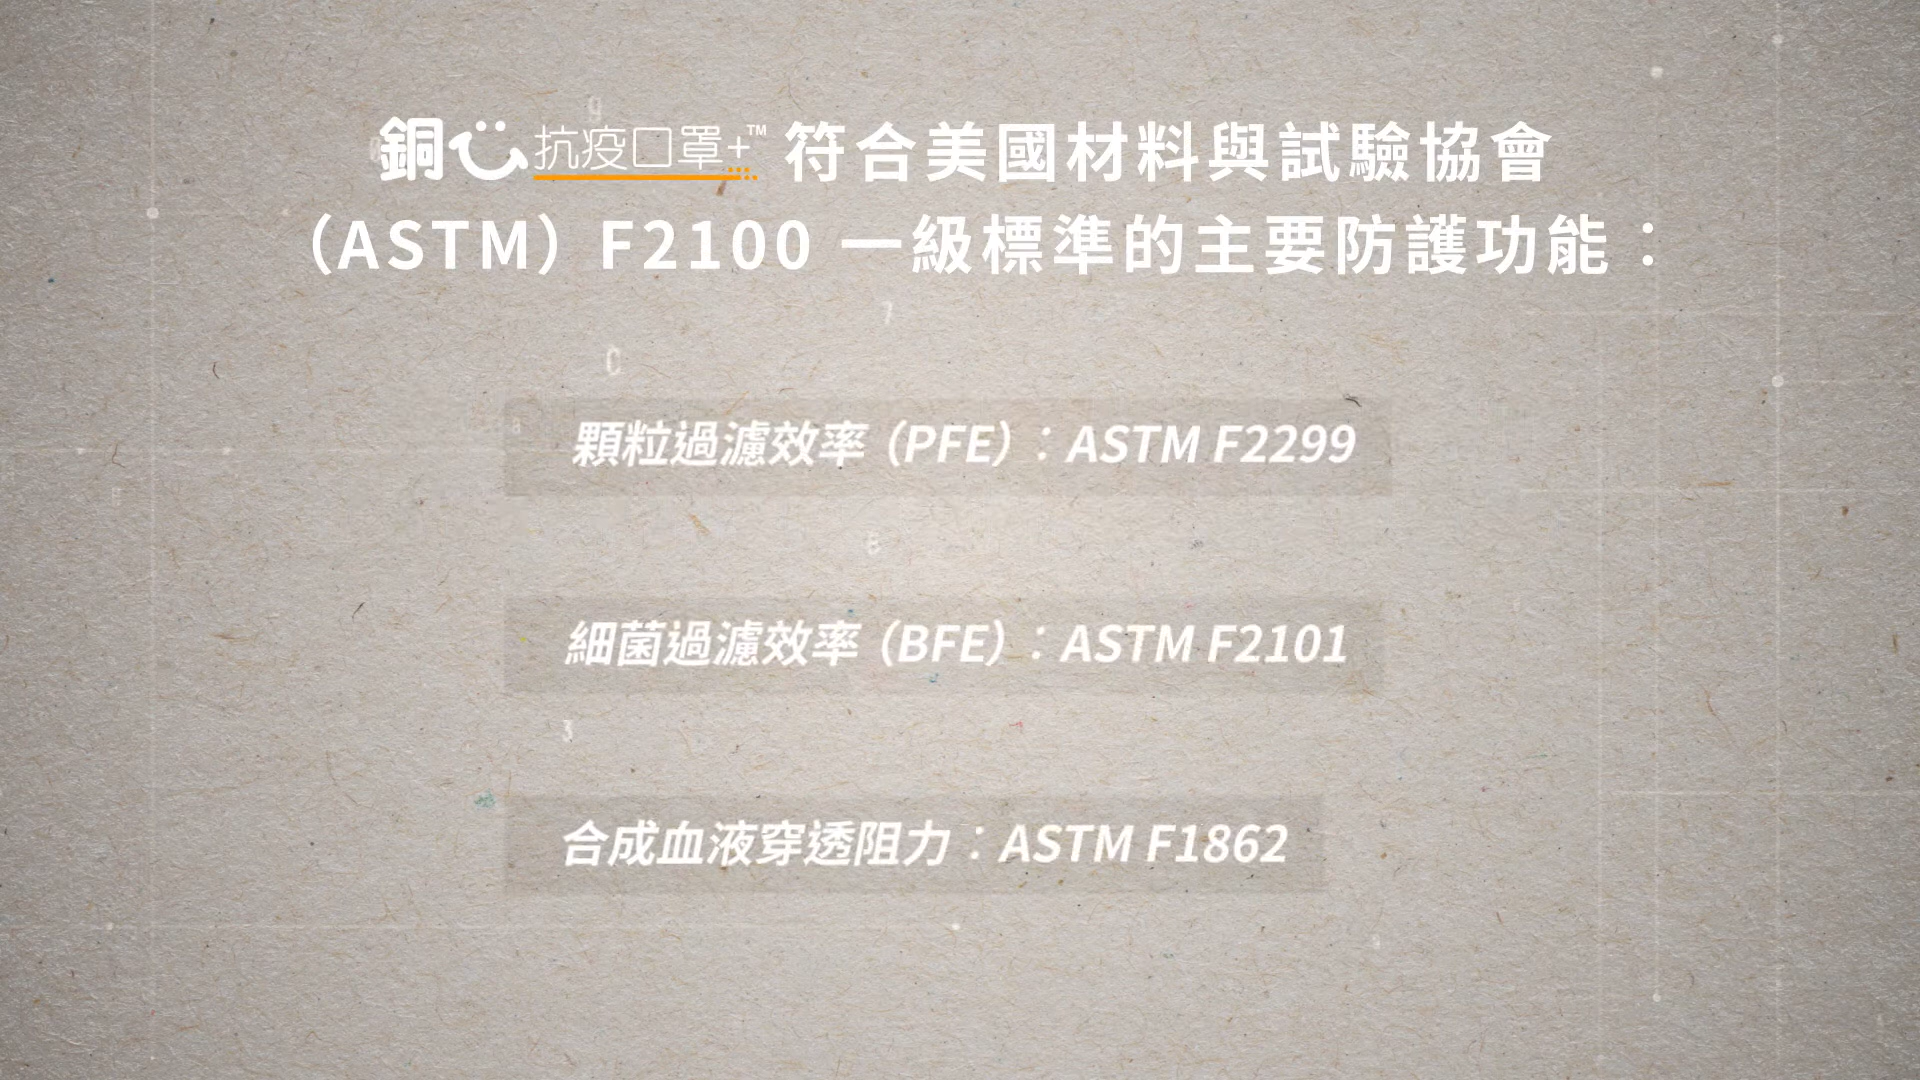 銅心抗疫口罩+™ 符合美國材料與試驗協會
（ASTM）F2100 一級標準的主要防護功能：
顆粒過濾效率（PFE）：ASTM F2299
細菌過濾效率（BFE）：ASTM F2101
合成血液穿透阻力：ASTM F1862